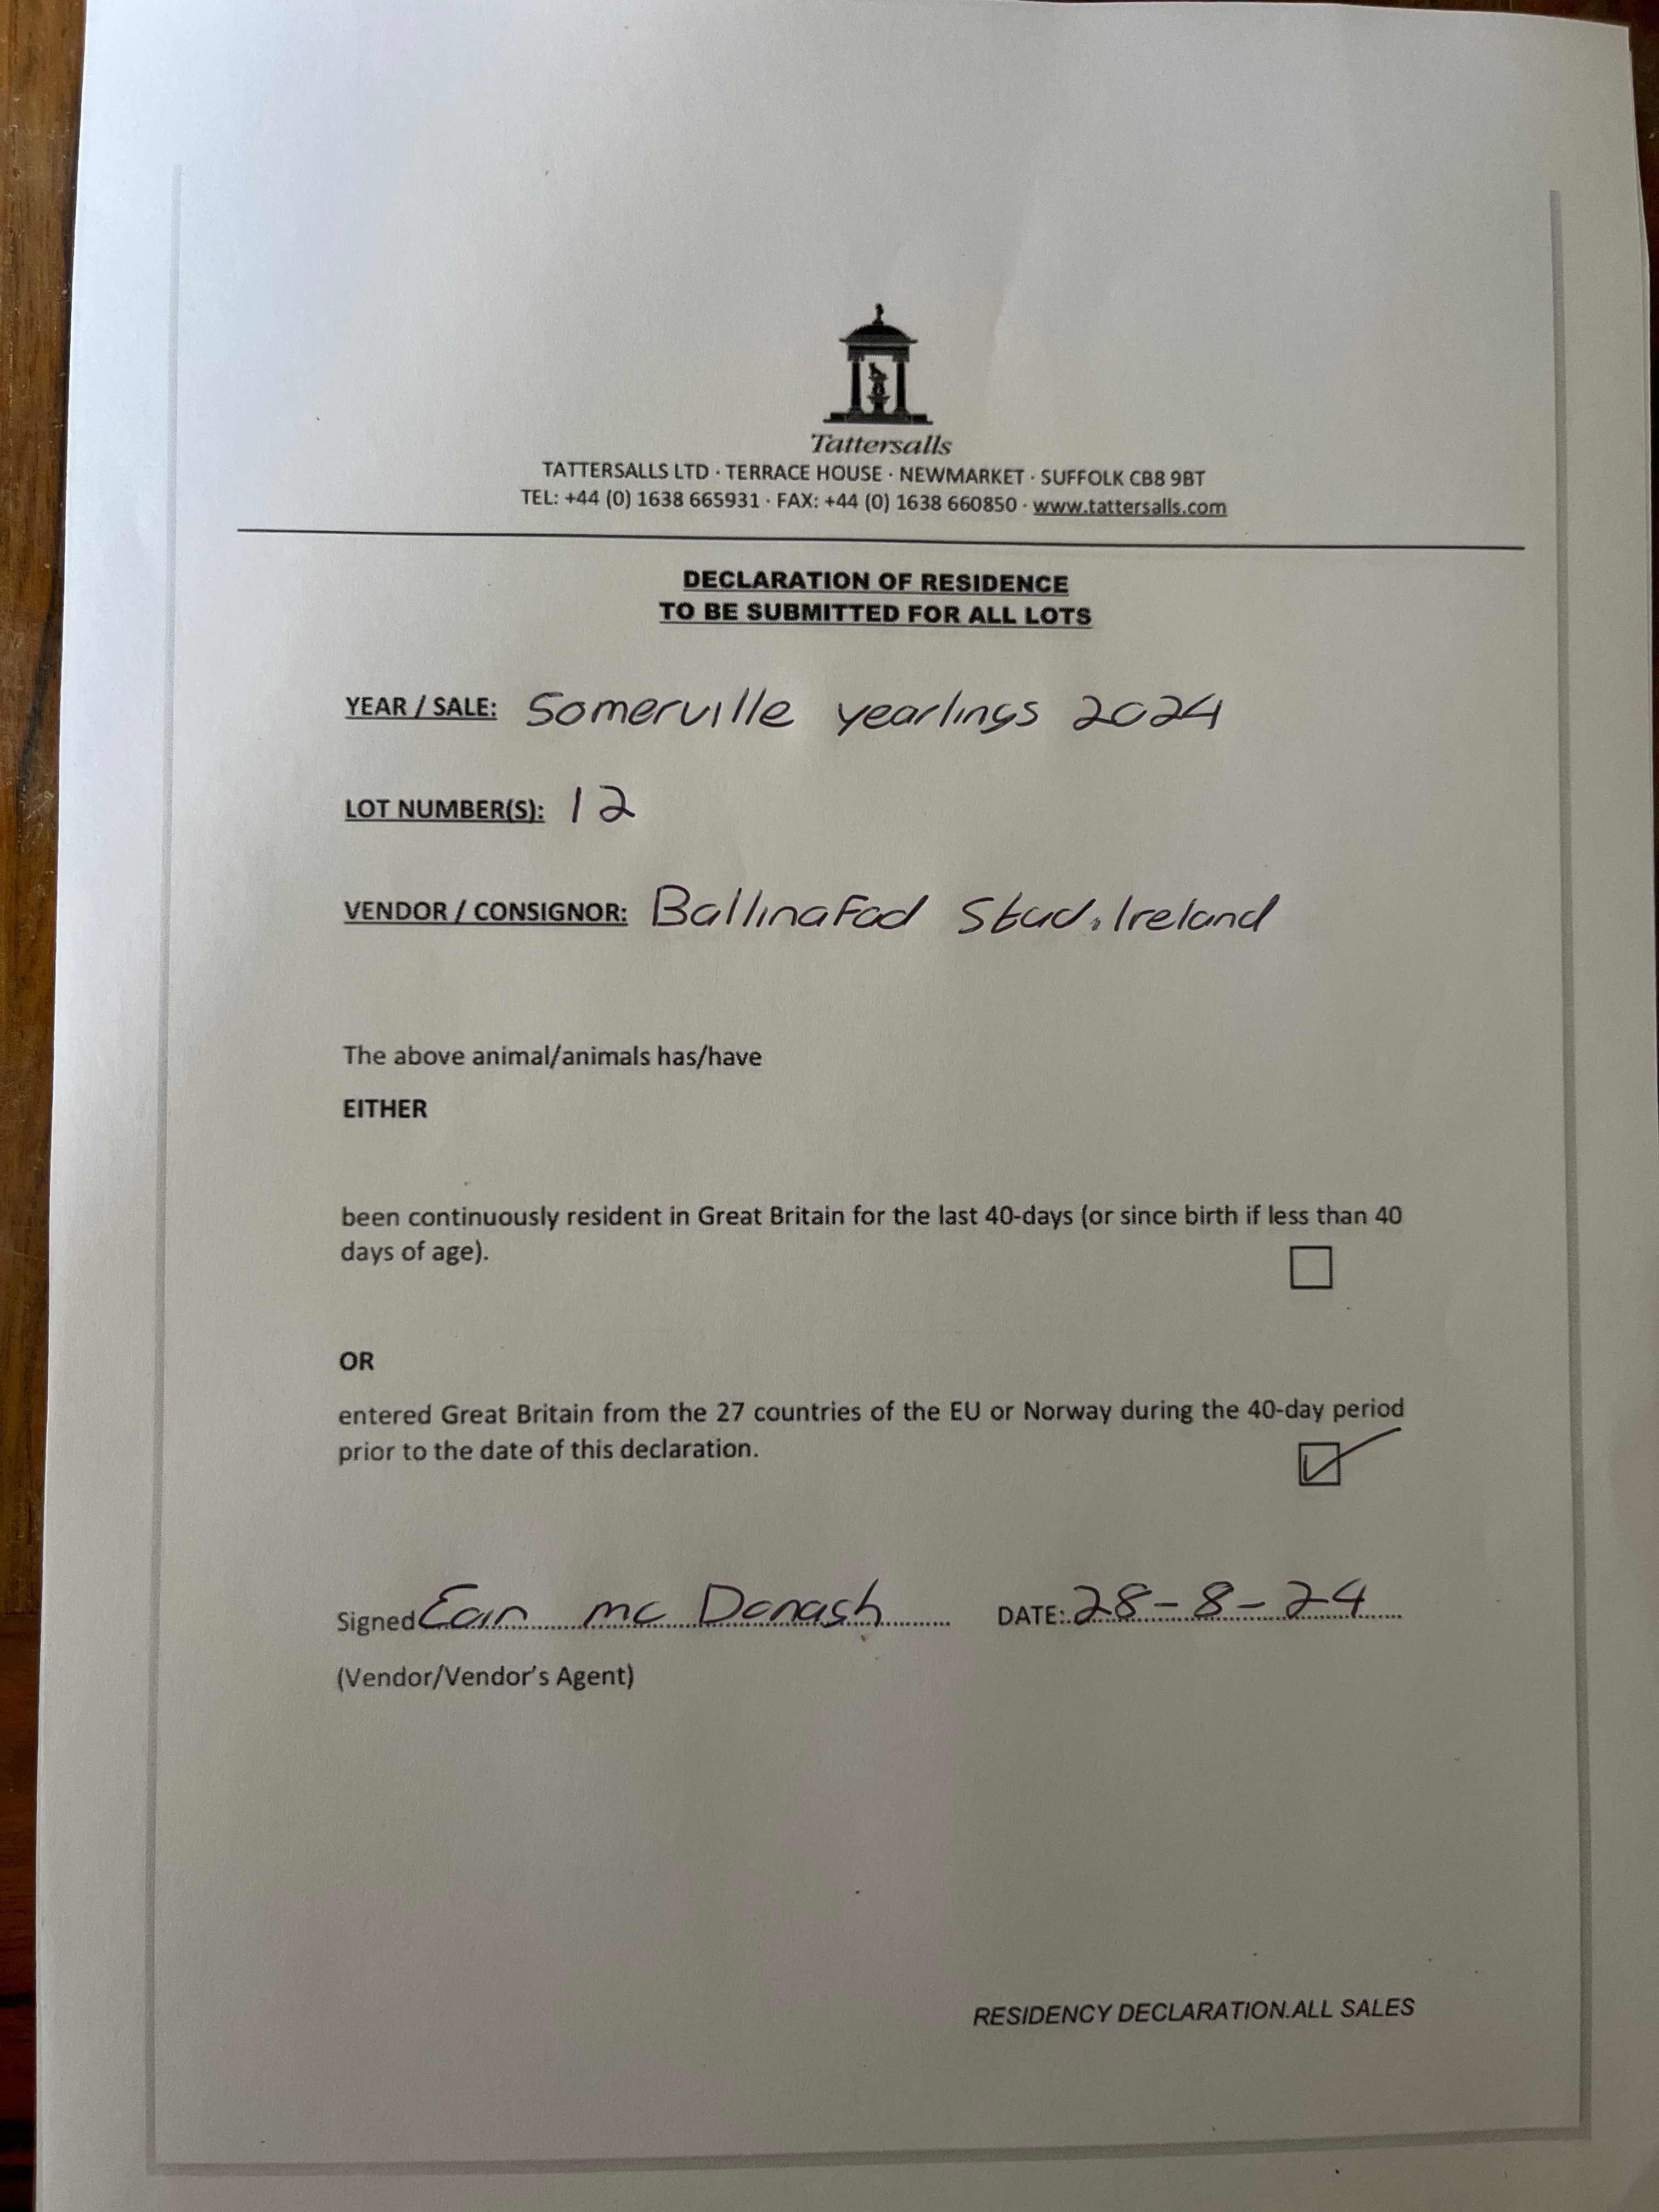 Tattersalls
TATTERSALLS LTD · TERRACE HOUSE · NEWMARKET · SUFFOLK CB8 9BT
TEL: +44 (0) 1638 665931 · FAX: +44 (0) 1638 660850 · www.tattersalls.com
DECLARATION OF RESIDENCE
TO BE SUBMITTED FOR ALL LOTS
YEAR / SALE: Somerville yearlings 2024
LOT NUMBER(S): 12
VENDOR / CONSIGNOR: BallinaFad Stud, Ireland
The above animal/animals has/have
EITHER
been continuously resident in Great Britain for the last 40-days (or since birth if less than 40
days of age).
OR
entered Great Britain from the 27 countries of the EU or Norway during the 40-day period
prior to the date of this declaration.
Signed mc Donagh DATE: 28-8-24
(Vendor/Vendor's Agent)
RESIDENCY DECLARATION.ALL SALES